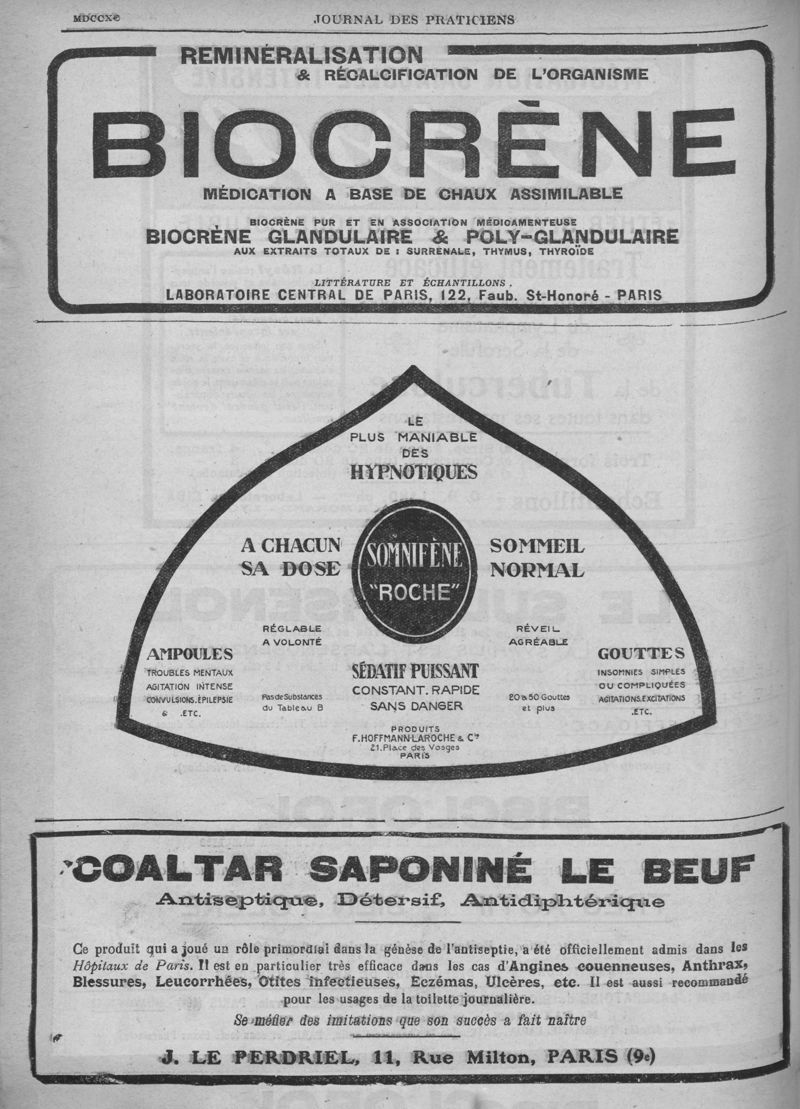 MDCCX
JOURNAL DES PRATICIENS
REMINÉRALISATION
& RÉCALCIFICATION DE L'ORGANISME
BIOCRÈNE
MÉDICATION A BASE DE CHAUX ASSIMILABLE
BIOCRÈNE PUR ET EN ASSOCIATION MÉDICAMENTEUSE
BIOCRÈNE GLANDULAIRE & POLY-GLANDULAIRE
AUX EXTRAITS TOTAUX DE : SURRÉNALE, THYMUS, THYROÏDE
LITTÉRATURE ET ÉCHANTILLONS.
LABORATOIRE CENTRAL DE PARIS, 122, Faub. St-Honoré - PARIS
LE
PLUS MANIABLE
DES
HYPNOTIQUES
A CHACUN
SA DOSE
SOMNIFÈNE
"ROCHE"
SOMMEIL
NORMAL
RÉGLABLE
A VOLONTÉ
RÉVEIL
AGRÉABLE
AMPOULES
TROUBLES MENTAUX
AGITATION INTENSE
CONVULSIONS. ÉPILEPSIE
& .ETC.
Pas de Substances
du Tableau B
SÉDATIF PUISSANT
CONSTANT. RAPIDE
SANS DANGER
20 à 50 Gouttes
et plus
GOUTTES
INSOMNIES SIMPLES
OU COMPLIQUÉES
AGITATIONS. EXCITATIONS
.ETC.
PRODUITS
F. HOFFMANN-LAROCHE & Cie
21. Place des Vosges
PARIS
COALTAR SAPONINÉ LE BEUF
Antiseptique, Détersif, Antidiphtérique
Ce produit qui a joué un rôle primordial dans la génèse de l'antiseptie, a été officiellement admis dans les
Hôpitaux de Paris. Il est en particulier très efficace dans les cas d'Angines couenneuses, Anthrax,
Blessures, Leucorrhées, Otites infectieuses, Eczémas, Ulcères, etc. Il est aussi recommandé
pour les usages de la toilette journalière.
Se méfier des imitations que son succès a fait naître
J. LE PERDRIEL, 11, Rue Milton, PARIS (9e)